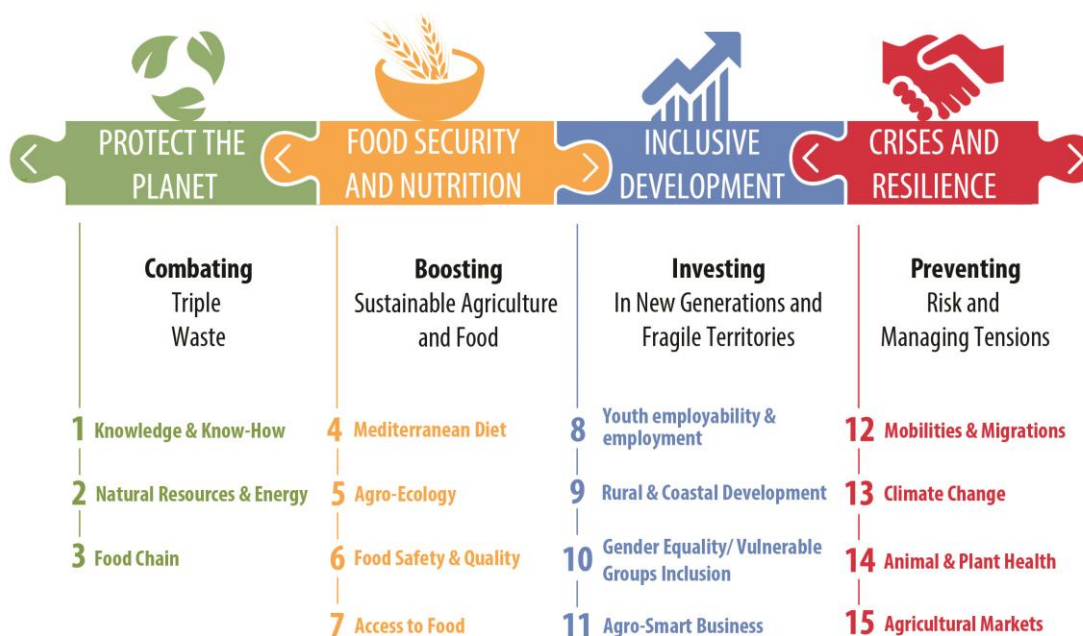 PROTECT THE
PLANET
FOOD SECURITY
AND NUTRITION
INCLUSIVE
DEVELOPMENT
CRISES AND
RESILIENCE
Combating
Triple
Waste
Boosting
Sustainable Agriculture
and Food
Investing
In New Generations and
Fragile Territories
Preventing
Risk and
Managing Tensions
1 Knowledge & Know-How
2 Natural Resources & Energy
3 Food Chain
4 Mediterranean Diet
5 Agro-Ecology
6 Food Safety & Quality
7 Access to Food
8 Youth employability &
employment
9 Rural & Coastal Development
10 Gender Equality/ Vulnerable
Groups Inclusion
11 Agro-Smart Business
12 Mobilities & Migrations
13 Climate Change
14 Animal & Plant Health
15 Agricultural Markets